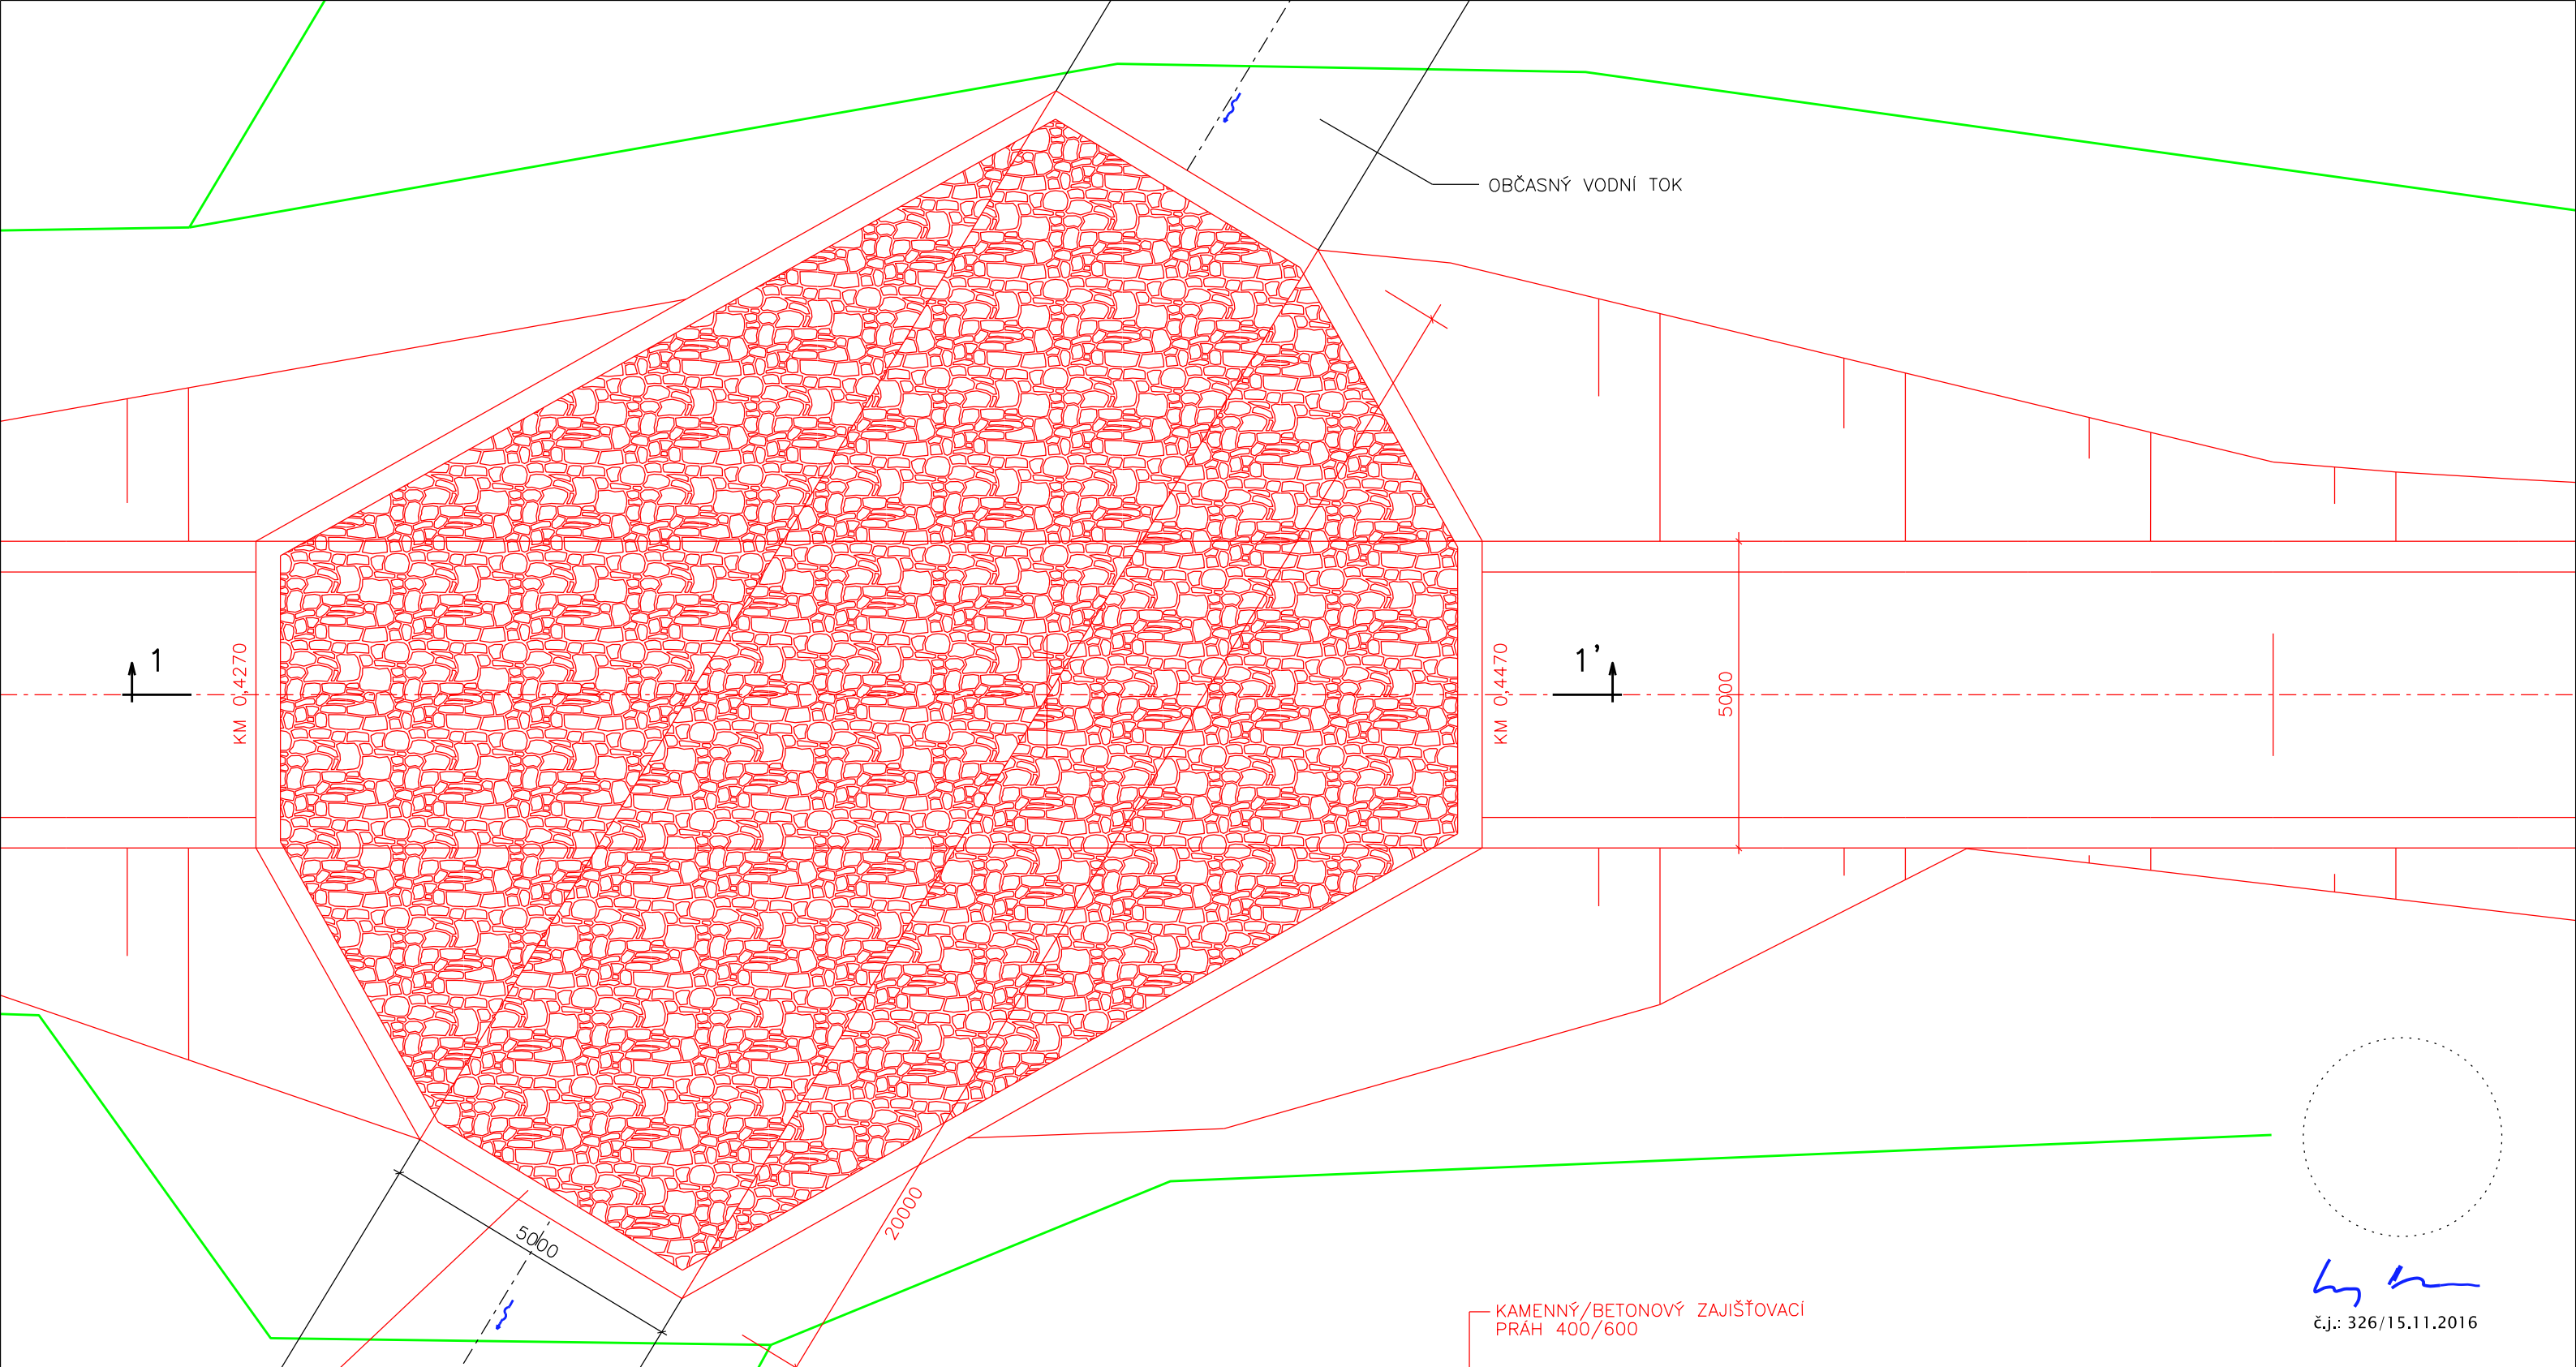 OBČASNÝ VODNÍ TOK
1
KM 0,4270
KM 0,4470
1'
5000
5000
20000
KAMENNÝ/BETONOVÝ ZAJIŠŤOVACÍ
PRÁH 400/600
č.j.: 326/15.11.2016